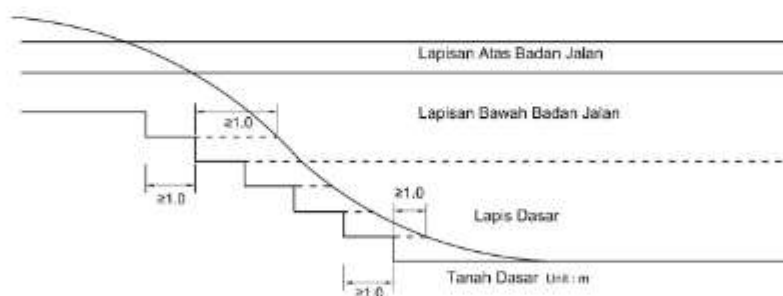 Lapisan Atas Badan Jalan
Lapisan Bawah Badan Jalan
≥1.0
≥1.0
≥1.0
Lapis Dasar
Tanah Dasar Unit : m
≥1.0